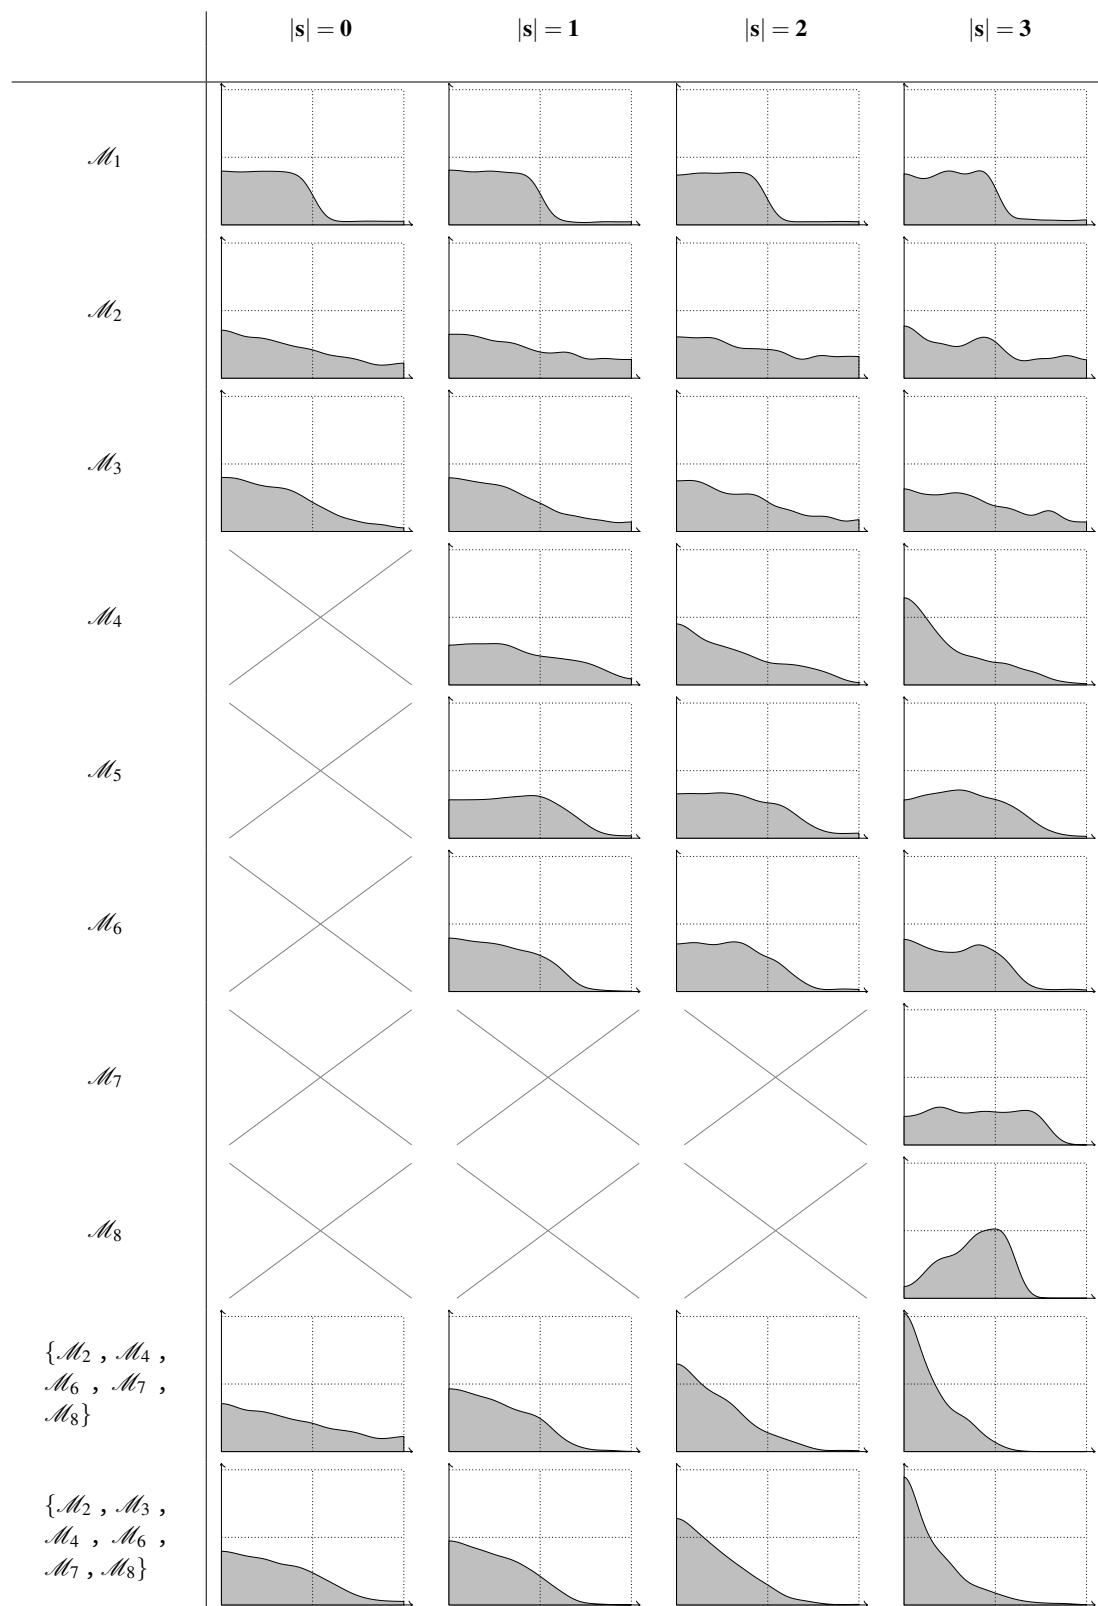 |s| = 0 |s| = 1 |s| = 2 |s| = 3
ℳ1
ℳ2
ℳ3
ℳ4
ℳ5
ℳ6
ℳ7
ℳ8
{ℳ2 , ℳ4 ,
ℳ6 , ℳ7 ,
ℳ8}
{ℳ2 , ℳ3 ,
ℳ4 , ℳ6 ,
ℳ7 , ℳ8}